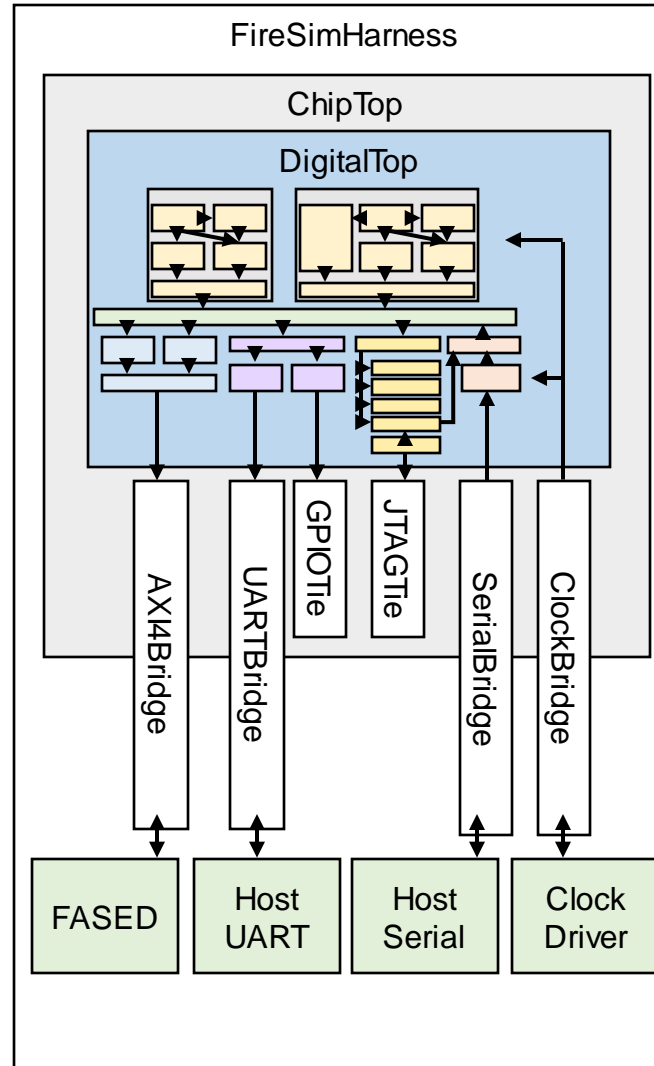 FireSimHarness
ChipTop
DigitalTop
AXI4Bridge
UARTBridge
GPIOTie
JTAGTie
SerialBridge
ClockBridge
FASED
Host
UART
Host
Serial
Clock
Driver